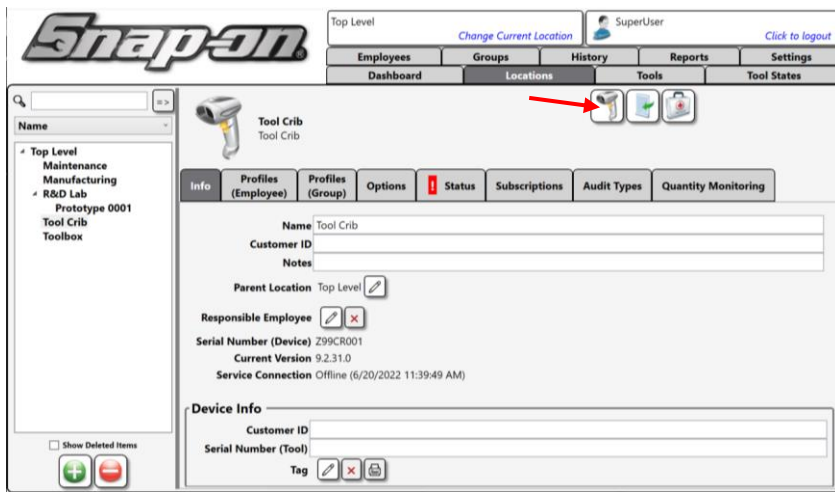 Snap-on
Top Level
Change Current Location
SuperUser
Click to logout
Employees Groups History Reports Settings
Dashboard Locations Tools Tool States
=>
Name
Top Level
Maintenance
Manufacturing
R&D Lab
Prototype 0001
Tool Crib
Toolbox
Show Deleted Items
Tool Crib
Tool Crib
Info Profiles (Employee) Profiles (Group) Options ! Status Subscriptions Audit Types Quantity Monitoring
Name Tool Crib
Customer ID
Notes
Parent Location Top Level
Responsible Employee
Serial Number (Device) Z99CR001
Current Version 9.2.31.0
Service Connection Offline (6/20/2022 11:39:49 AM)
Device Info
Customer ID
Serial Number (Tool)
Tag